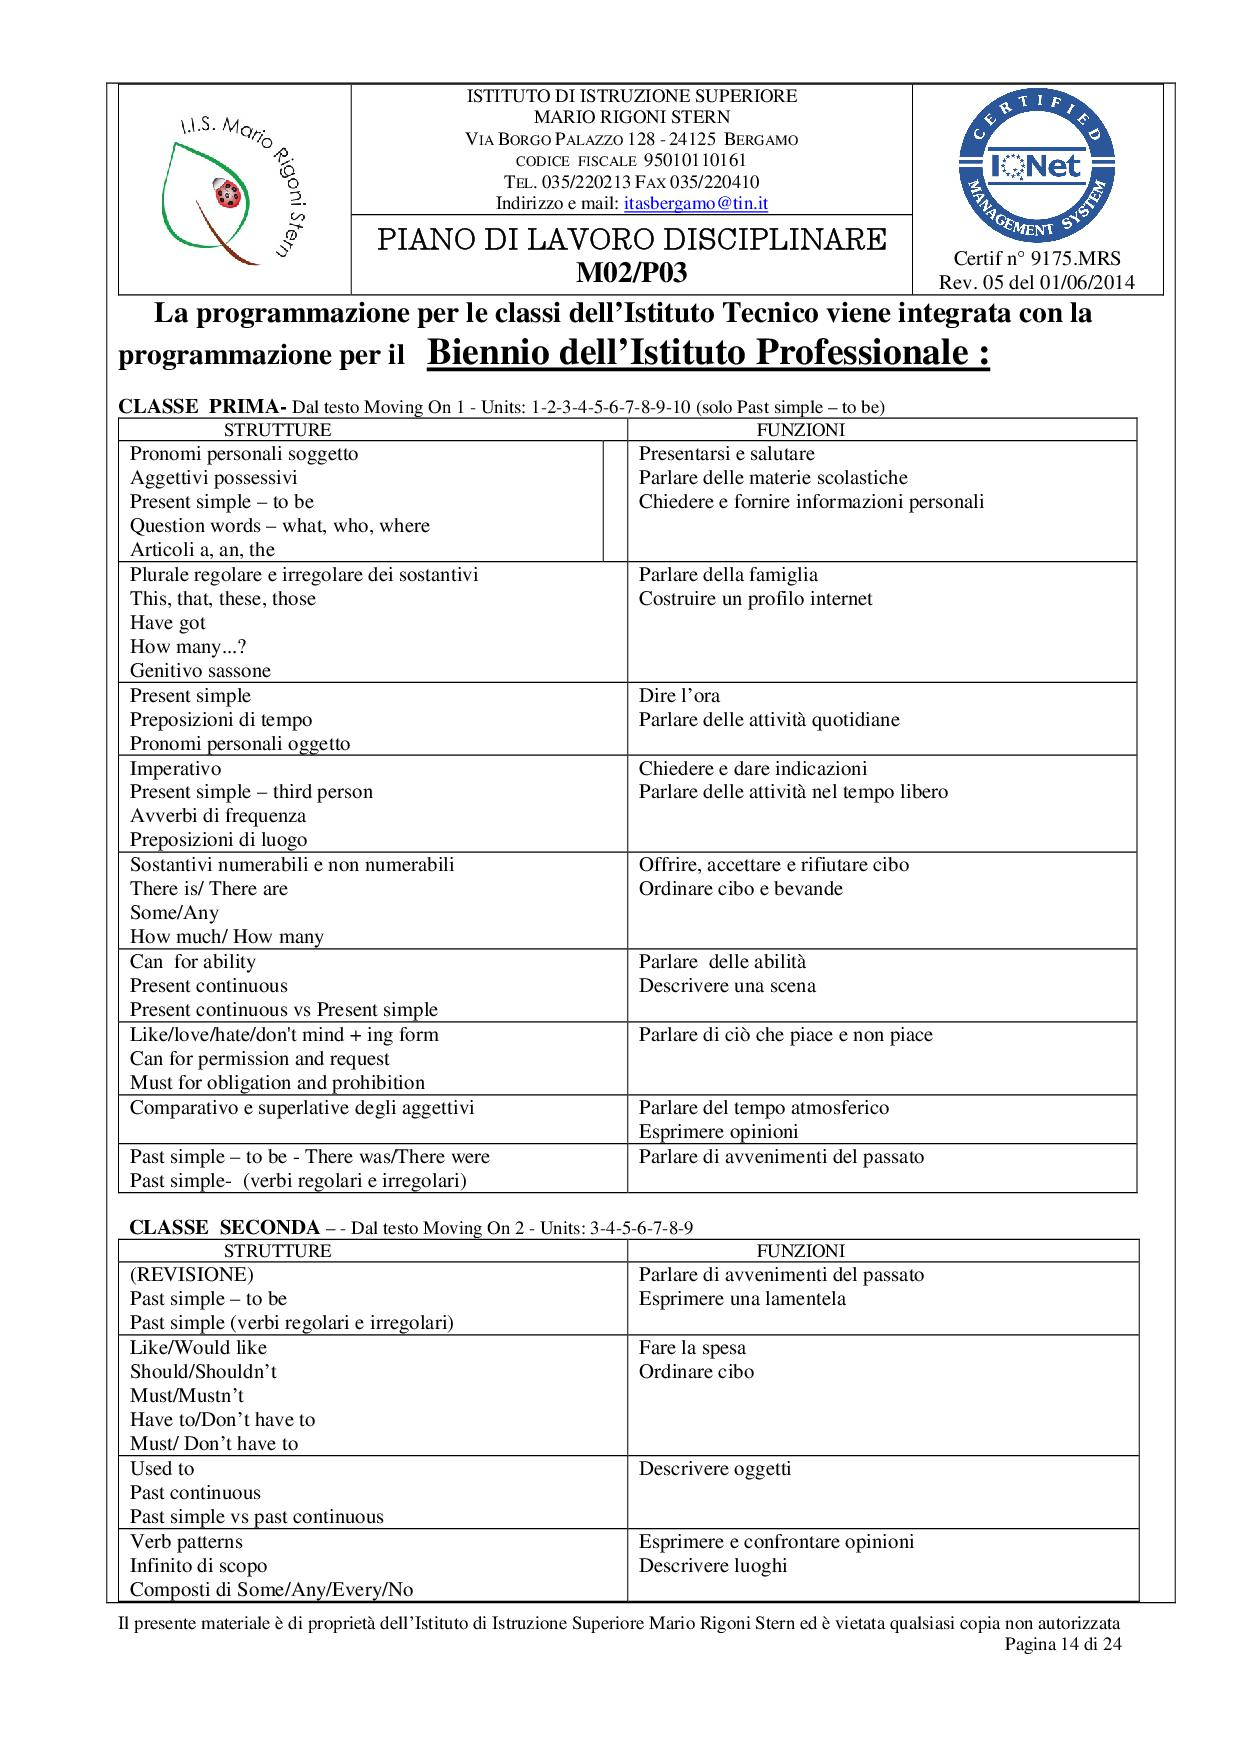 I.I.S. Mario Rigoni Stern
ISTITUTO DI ISTRUZIONE SUPERIORE
MARIO RIGONI STERN
VIA BORGO PALAZZO 128 - 24125 BERGAMO
CODICE FISCALE 95010110161
TEL. 035/220213 FAX 035/220410
Indirizzo e mail: itasbergamo@tin.it
PIANO DI LAVORO DISCIPLINARE
M02/P03
CERTIFIED
IQNet
MANAGEMENT SYSTEM
Certif n° 9175.MRS
Rev. 05 del 01/06/2014
La programmazione per le classi dell’Istituto Tecnico viene integrata con la
programmazione per il Biennio dell’Istituto Professionale :
CLASSE PRIMA- Dal testo Moving On 1 - Units: 1-2-3-4-5-6-7-8-9-10 (solo Past simple – to be)
STRUTTURE FUNZIONI
Pronomi personali soggetto
Aggettivi possessivi
Present simple – to be
Question words – what, who, where
Articoli a, an, the
Presentarsi e salutare
Parlare delle materie scolastiche
Chiedere e fornire informazioni personali
Plurale regolare e irregolare dei sostantivi
This, that, these, those
Have got
How many...?
Genitivo sassone
Parlare della famiglia
Costruire un profilo internet
Present simple
Preposizioni di tempo
Pronomi personali oggetto
Dire l’ora
Parlare delle attività quotidiane
Imperativo
Present simple – third person
Avverbi di frequenza
Preposizioni di luogo
Chiedere e dare indicazioni
Parlare delle attività nel tempo libero
Sostantivi numerabili e non numerabili
There is/ There are
Some/Any
How much/ How many
Offrire, accettare e rifiutare cibo
Ordinare cibo e bevande
Can for ability
Present continuous
Present continuous vs Present simple
Parlare delle abilità
Descrivere una scena
Like/love/hate/don't mind + ing form
Can for permission and request
Must for obligation and prohibition
Parlare di ciò che piace e non piace
Comparativo e superlative degli aggettivi
Parlare del tempo atmosferico
Esprimere opinioni
Past simple – to be - There was/There were
Past simple- (verbi regolari e irregolari)
Parlare di avvenimenti del passato
CLASSE SECONDA – - Dal testo Moving On 2 - Units: 3-4-5-6-7-8-9
STRUTTURE FUNZIONI
(REVISIONE)
Past simple – to be
Past simple (verbi regolari e irregolari)
Parlare di avvenimenti del passato
Esprimere una lamentela
Like/Would like
Should/Shouldn’t
Must/Mustn’t
Have to/Don’t have to
Must/ Don’t have to
Fare la spesa
Ordinare cibo
Used to
Past continuous
Past simple vs past continuous
Descrivere oggetti
Verb patterns
Infinito di scopo
Composti di Some/Any/Every/No
Esprimere e confrontare opinioni
Descrivere luoghi
Il presente materiale è di proprietà dell’Istituto di Istruzione Superiore Mario Rigoni Stern ed è vietata qualsiasi copia non autorizzata
Pagina 14 di 24